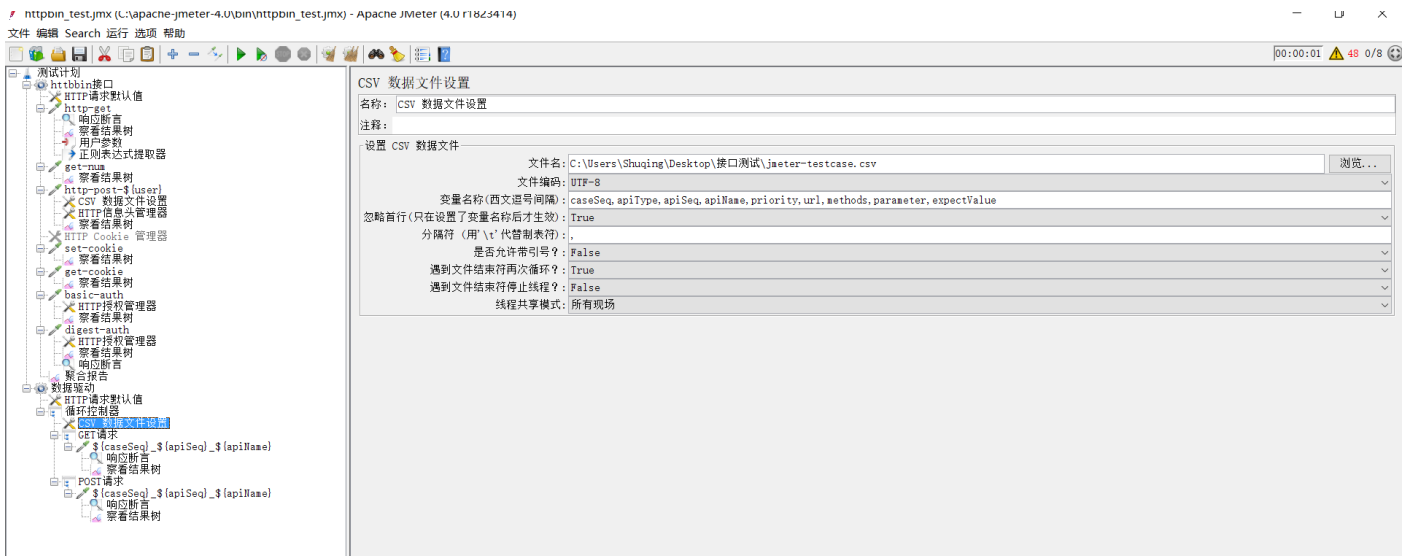 httpbin_test.jmx (C:\apache-jmeter-4.0\bin\httpbin_test.jmx) - Apache JMeter (4.0 r1823414)
文件 编辑 Search 运行 选项 帮助
00:00:01 48 0/8
测试计划
httbbin接口
HTTP请求默认值
http-get
响应断言
察看结果树
用户参数
正则表达式提取器
get-num
察看结果树
http-post-${user}
CSV 数据文件设置
HTTP信息头管理器
察看结果树
HTTP Cookie 管理器
set-cookie
察看结果树
get-cookie
察看结果树
basic-auth
HTTP授权管理器
察看结果树
digest-auth
HTTP授权管理器
察看结果树
响应断言
聚合报告
数据驱动
HTTP请求默认值
循环控制器
CSV 数据文件设置
GET请求
${caseSeq}_${apiSeq}_${apiName}
响应断言
察看结果树
POST请求
${caseSeq}_${apiSeq}_${apiName}
响应断言
察看结果树
CSV 数据文件设置
名称: CSV 数据文件设置
注释:
设置 CSV 数据文件
文件名: C:\Users\Shuqing\Desktop\接口测试\jmeter-testcase.csv 浏览...
文件编码: UTF-8
变量名称(西文逗号间隔): caseSeq,apiType,apiSeq,apiName,priority,url,methods,parameter,expectValue
忽略首行(只在设置了变量名称后才生效): True
分隔符 (用'\t'代替制表符): ,
是否允许带引号?: False
遇到文件结束符再次循环?: True
遇到文件结束符停止线程?: False
线程共享模式: 所有现场